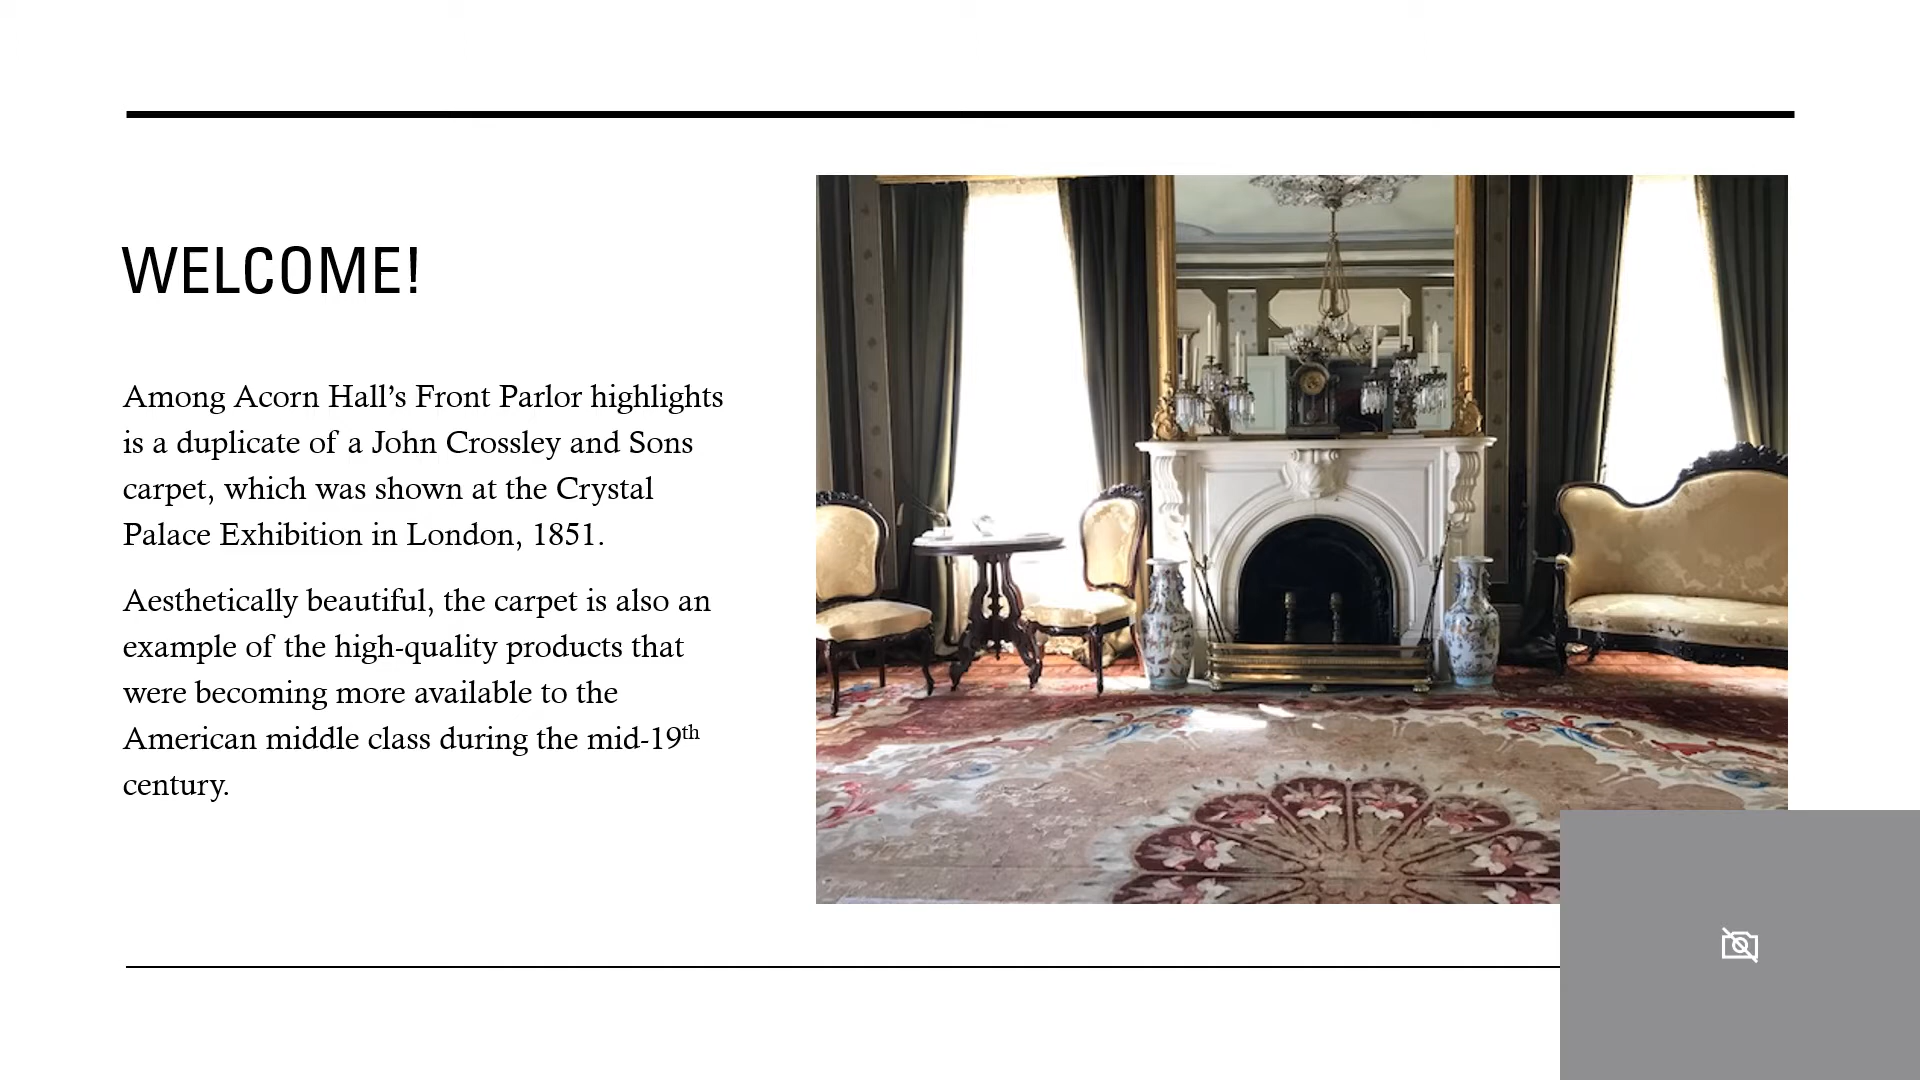 WELCOME!
Among Acorn Hall’s Front Parlor highlights
is a duplicate of a John Crossley and Sons
carpet, which was shown at the Crystal
Palace Exhibition in London, 1851.
Aesthetically beautiful, the carpet is also an
example of the high-quality products that
were becoming more available to the
American middle class during the mid-19th
century.